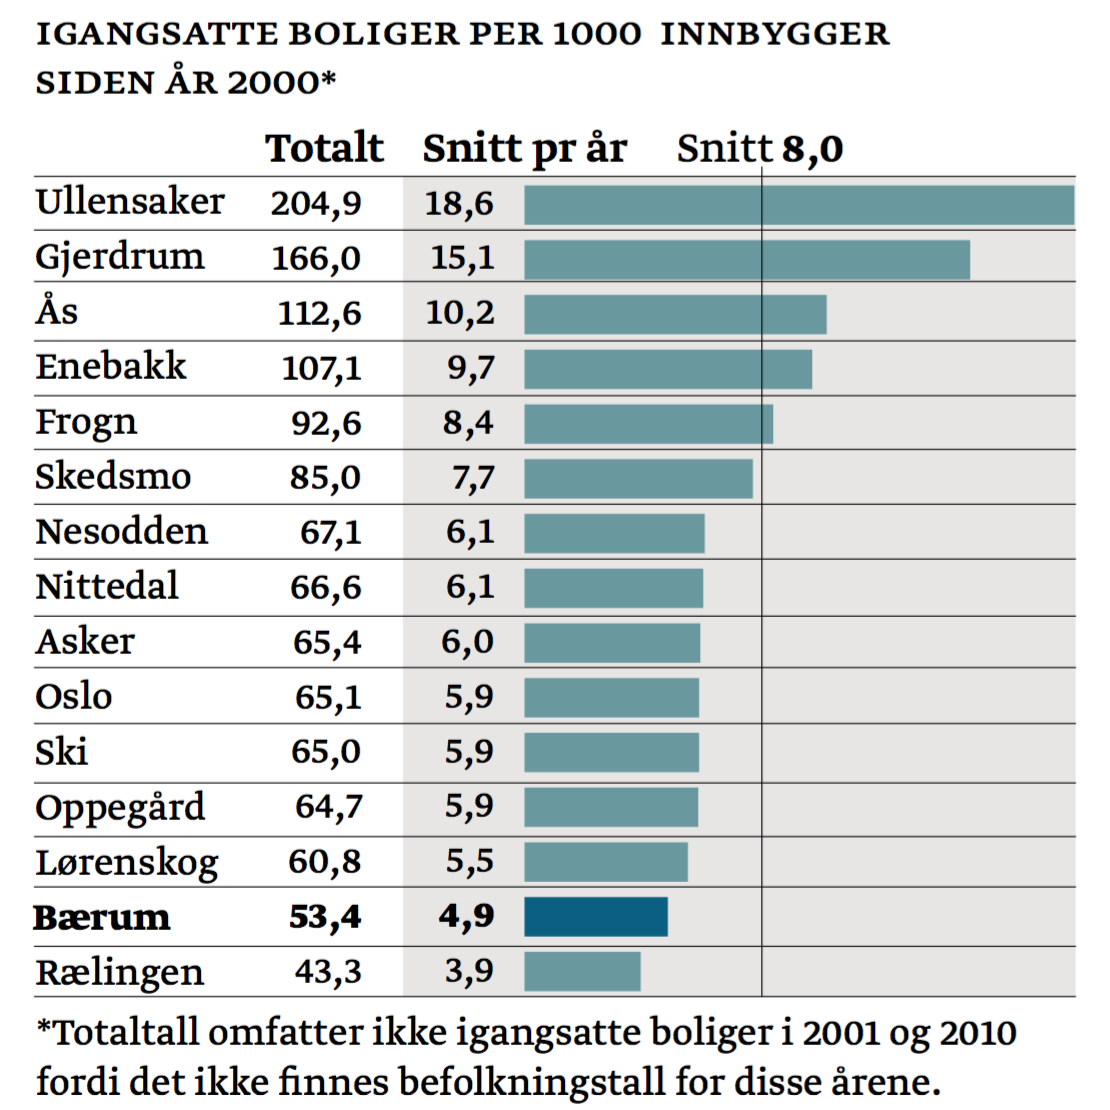 IGANGSATTE BOLIGER PER 1000 INNBYGGER
SIDEN ÅR 2000*
Totalt Snitt pr år Snitt 8,0
Ullensaker 204,9 18,6
Gjerdrum 166,0 15,1
Ås 112,6 10,2
Enebakk 107,1 9,7
Frogn 92,6 8,4
Skedsmo 85,0 7,7
Nesodden 67,1 6,1
Nittedal 66,6 6,1
Asker 65,4 6,0
Oslo 65,1 5,9
Ski 65,0 5,9
Oppegård 64,7 5,9
Lørenskog 60,8 5,5
Bærum 53,4 4,9
Rælingen 43,3 3,9
*Totaltall omfatter ikke igangsatte boliger i 2001 og 2010
fordi det ikke finnes befolkningstall for disse årene.